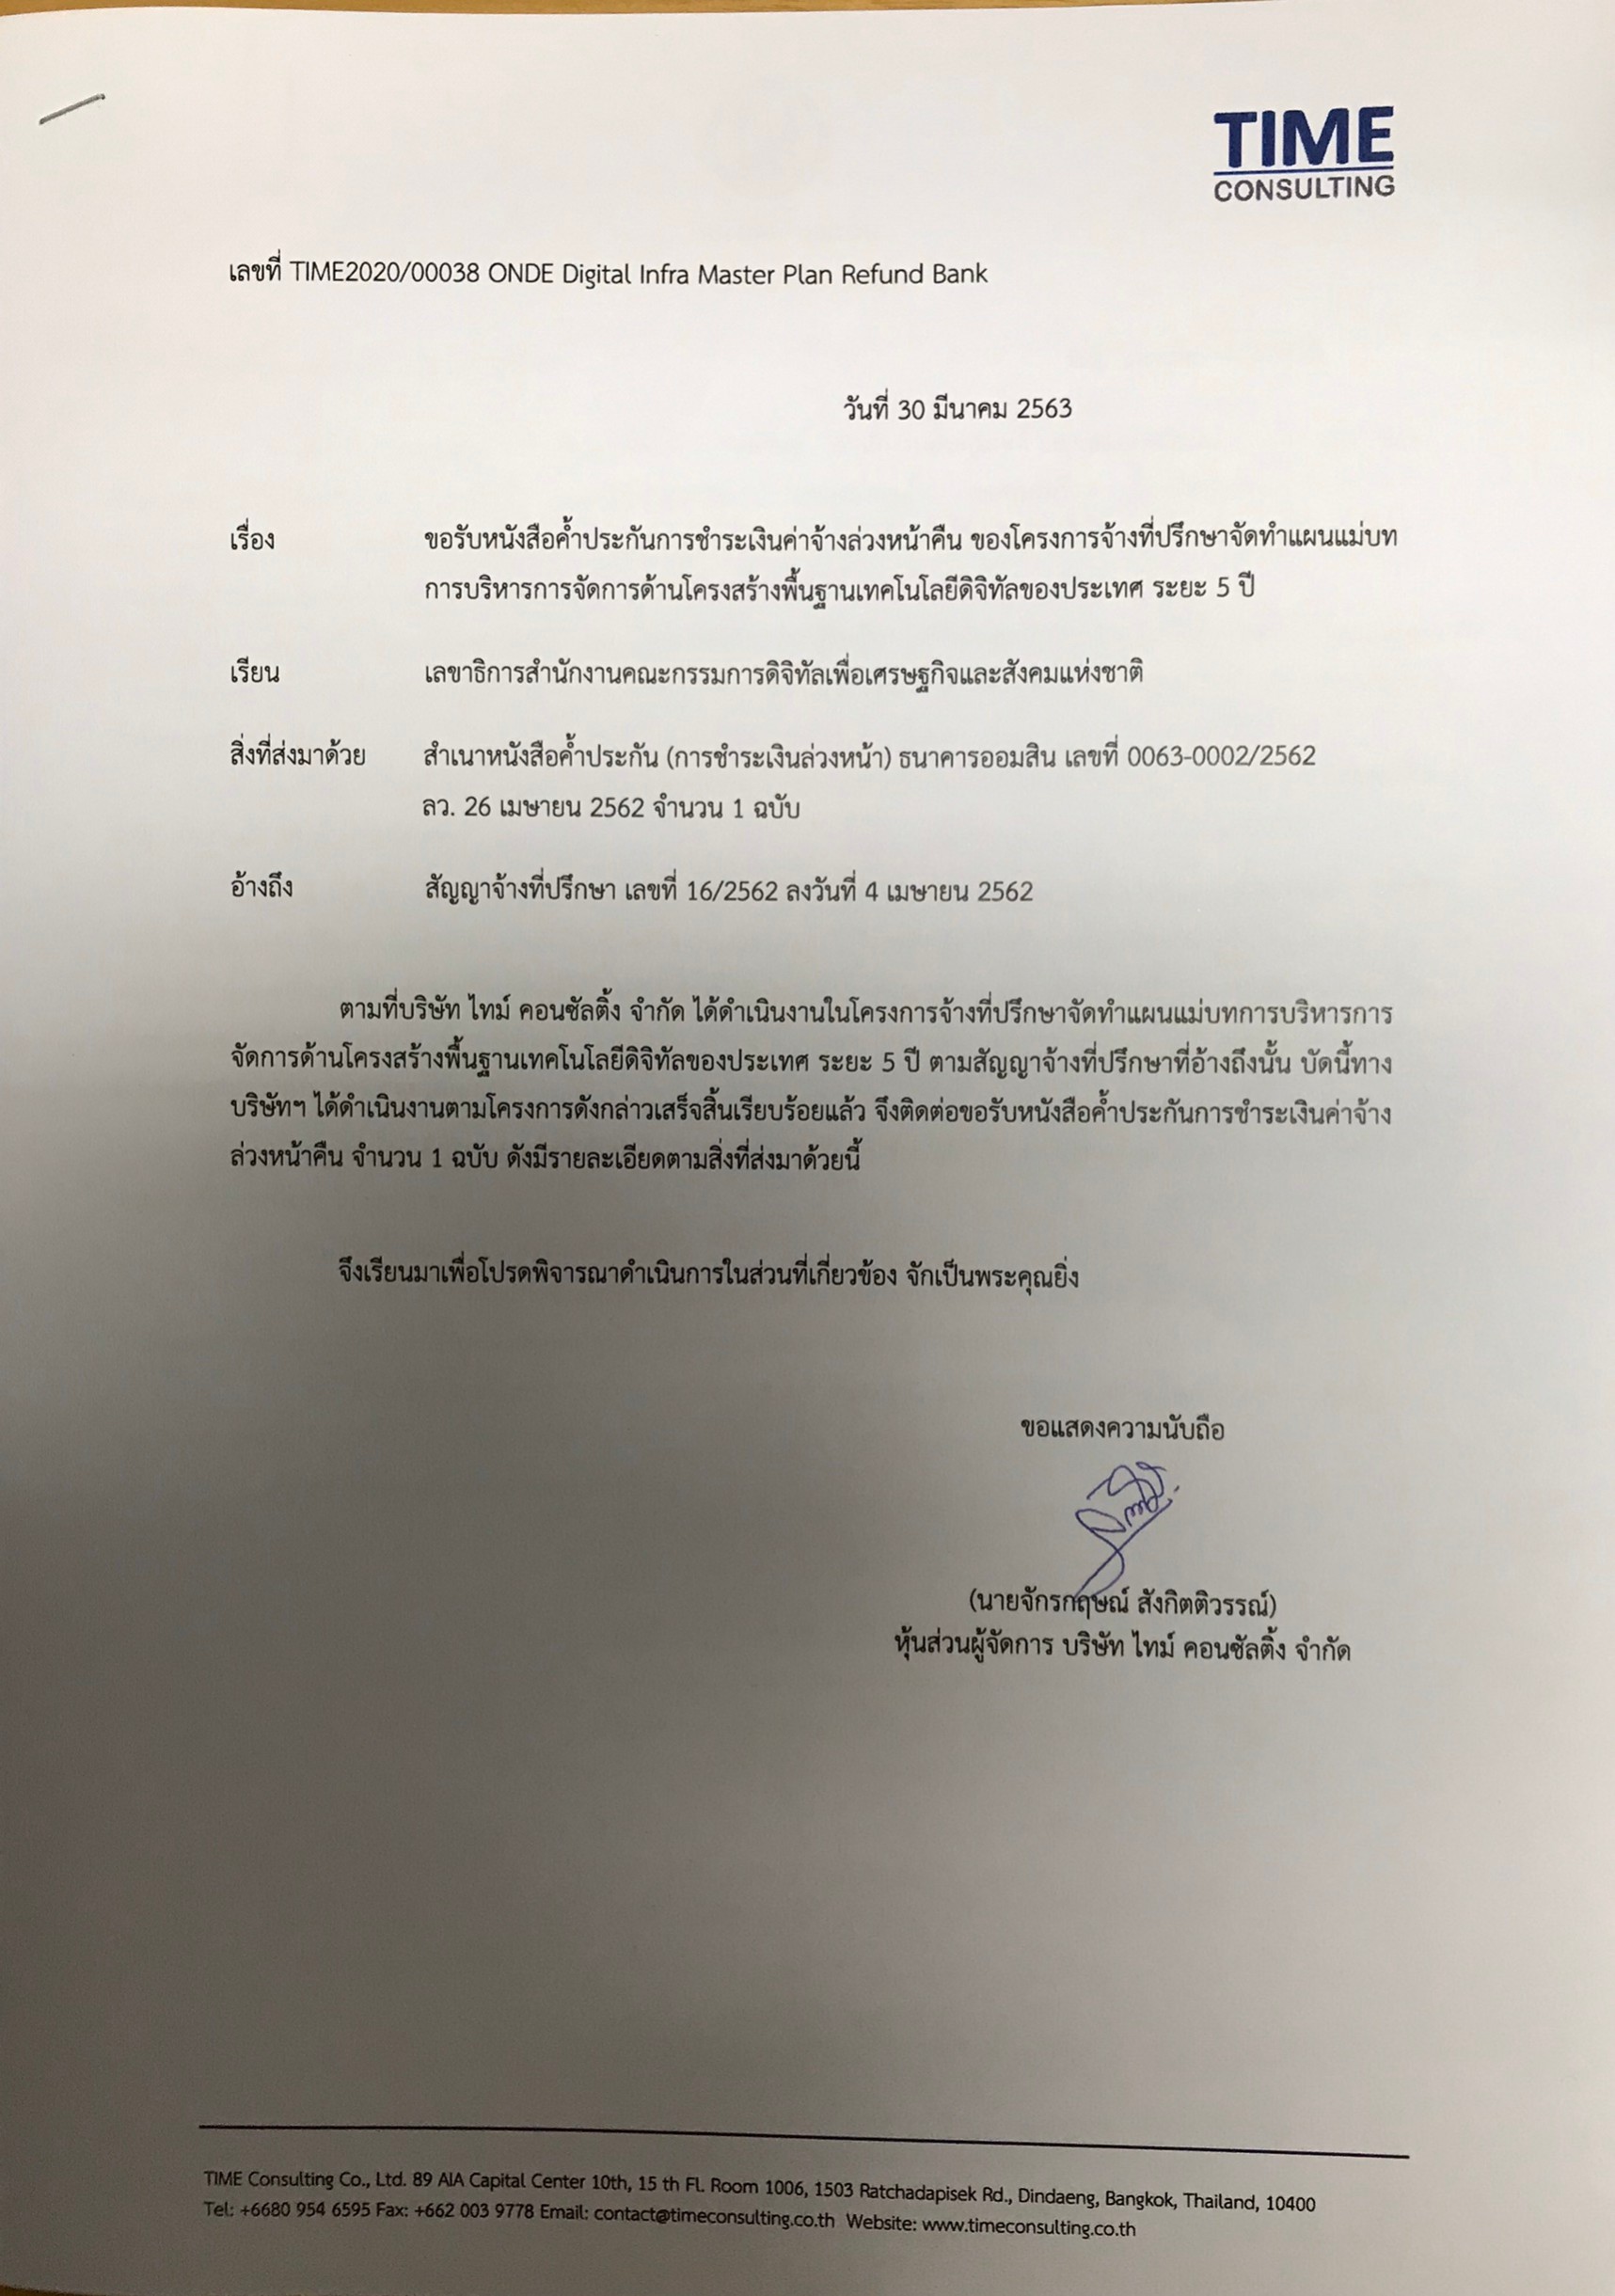 TIME
CONSULTING
เลขที่ TIME2020/00038 ONDE Digital Infra Master Plan Refund Bank
วันที่ 30 มีนาคม 2563
เรื่อง ขอรับหนังสือค้ำประกันการชำระเงินค่าจ้างล่วงหน้าคืน ของโครงการจ้างที่ปรึกษาจัดทำแผนแม่บท
การบริหารการจัดการด้านโครงสร้างพื้นฐานเทคโนโลยีดิจิทัลของประเทศ ระยะ 5 ปี
เรียน เลขาธิการสำนักงานคณะกรรมการดิจิทัลเพื่อเศรษฐกิจและสังคมแห่งชาติ
สิ่งที่ส่งมาด้วย สำเนาหนังสือค้ำประกัน (การชำระเงินล่วงหน้า) ธนาคารออมสิน เลขที่ 0063-0002/2562
ลว. 26 เมษายน 2562 จำนวน 1 ฉบับ
อ้างถึง สัญญาจ้างที่ปรึกษา เลขที่ 16/2562 ลงวันที่ 4 เมษายน 2562
ตามที่บริษัท ไทม์ คอนซัลติ้ง จำกัด ได้ดำเนินงานในโครงการจ้างที่ปรึกษาจัดทำแผนแม่บทการบริหารการ
จัดการด้านโครงสร้างพื้นฐานเทคโนโลยีดิจิทัลของประเทศ ระยะ 5 ปี ตามสัญญาจ้างที่ปรึกษาที่อ้างถึงนั้น บัดนี้ทาง
บริษัทฯ ได้ดำเนินงานตามโครงการดังกล่าวเสร็จสิ้นเรียบร้อยแล้ว จึงติดต่อขอรับหนังสือค้ำประกันการชำระเงินค่าจ้าง
ล่วงหน้าคืน จำนวน 1 ฉบับ ดังมีรายละเอียดตามสิ่งที่ส่งมาด้วยนี้
จึงเรียนมาเพื่อโปรดพิจารณาดำเนินการในส่วนที่เกี่ยวข้อง จักเป็นพระคุณยิ่ง
ขอแสดงความนับถือ
(นายจักรกฤษณ์ สังกิตติวรรณ์)
หุ้นส่วนผู้จัดการ บริษัท ไทม์ คอนซัลติ้ง จำกัด
TIME Consulting Co., Ltd. 89 AIA Capital Center 10th, 15 th Fl. Room 1006, 1503 Ratchadapisek Rd., Dindaeng, Bangkok, Thailand, 10400
Tel: +6680 954 6595 Fax: +662 003 9778 Email: contact@timeconsulting.co.th Website: www.timeconsulting.co.th